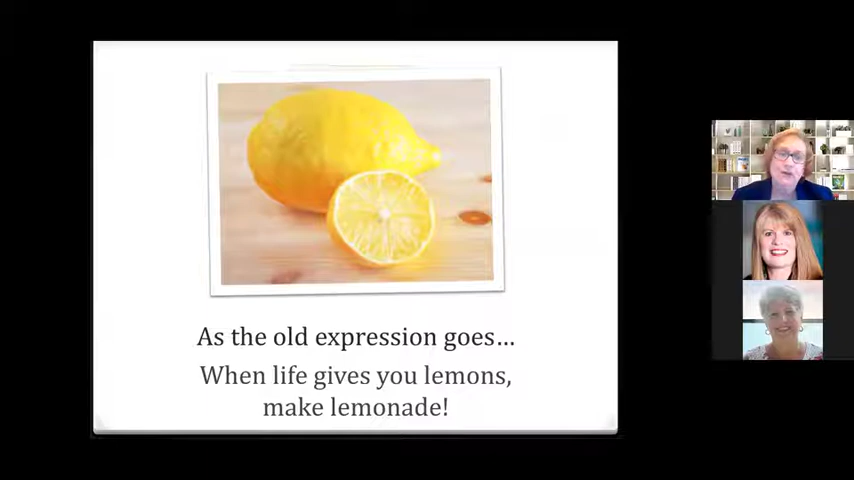 As the old expression goes...
When life gives you lemons,
make lemonade!